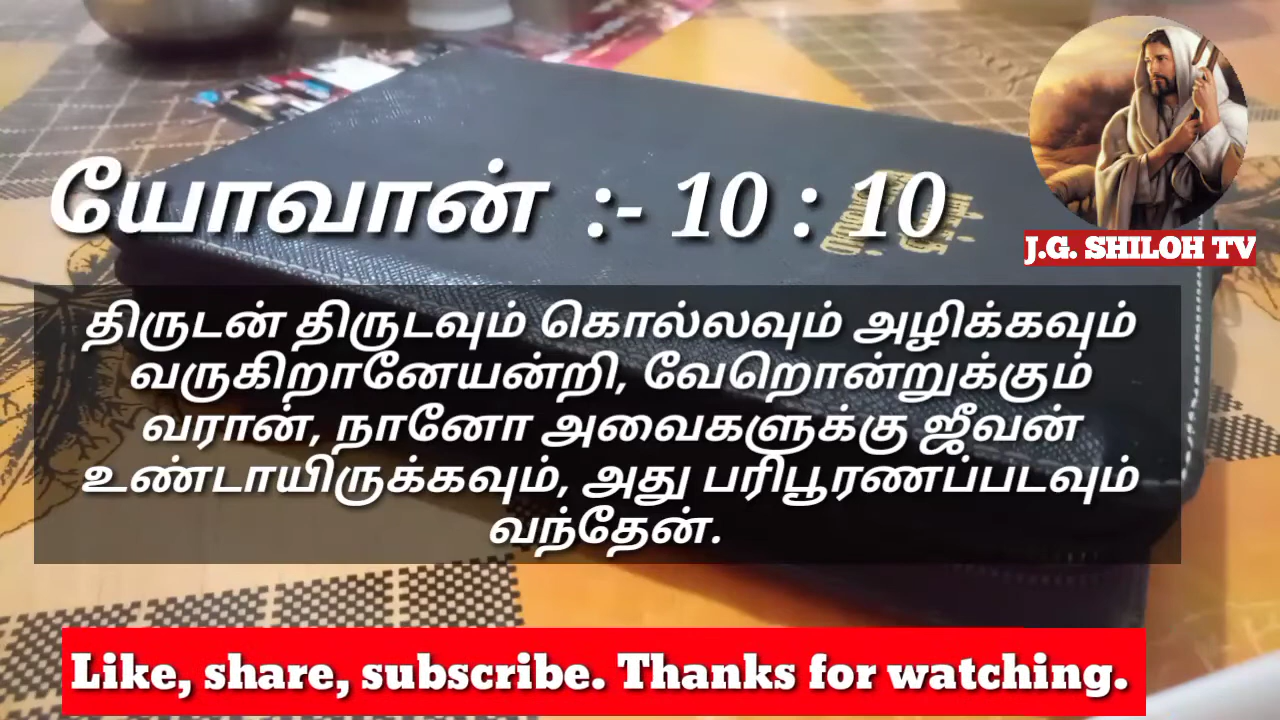 யோவான் :- 10 : 10
J.G. SHILOH TV
திருடன் திருடவும் கொல்லவும் அழிக்கவும்
வருகிறானேயன்றி, வேறொன்றுக்கும்
வரான், நானோ அவைகளுக்கு ஜீவன்
உண்டாயிருக்கவும், அது பரிபூரணப்படவும்
வந்தேன்.
Like, share, subscribe. Thanks for watching.